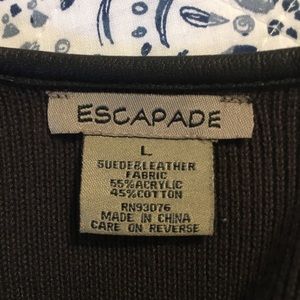 ESCAPADE
L
SUEDE&LEATHER
FABRIC
55%ACRYLIC
45%COTTON
RN93076
MADE IN CHINA
CARE ON REVERSE